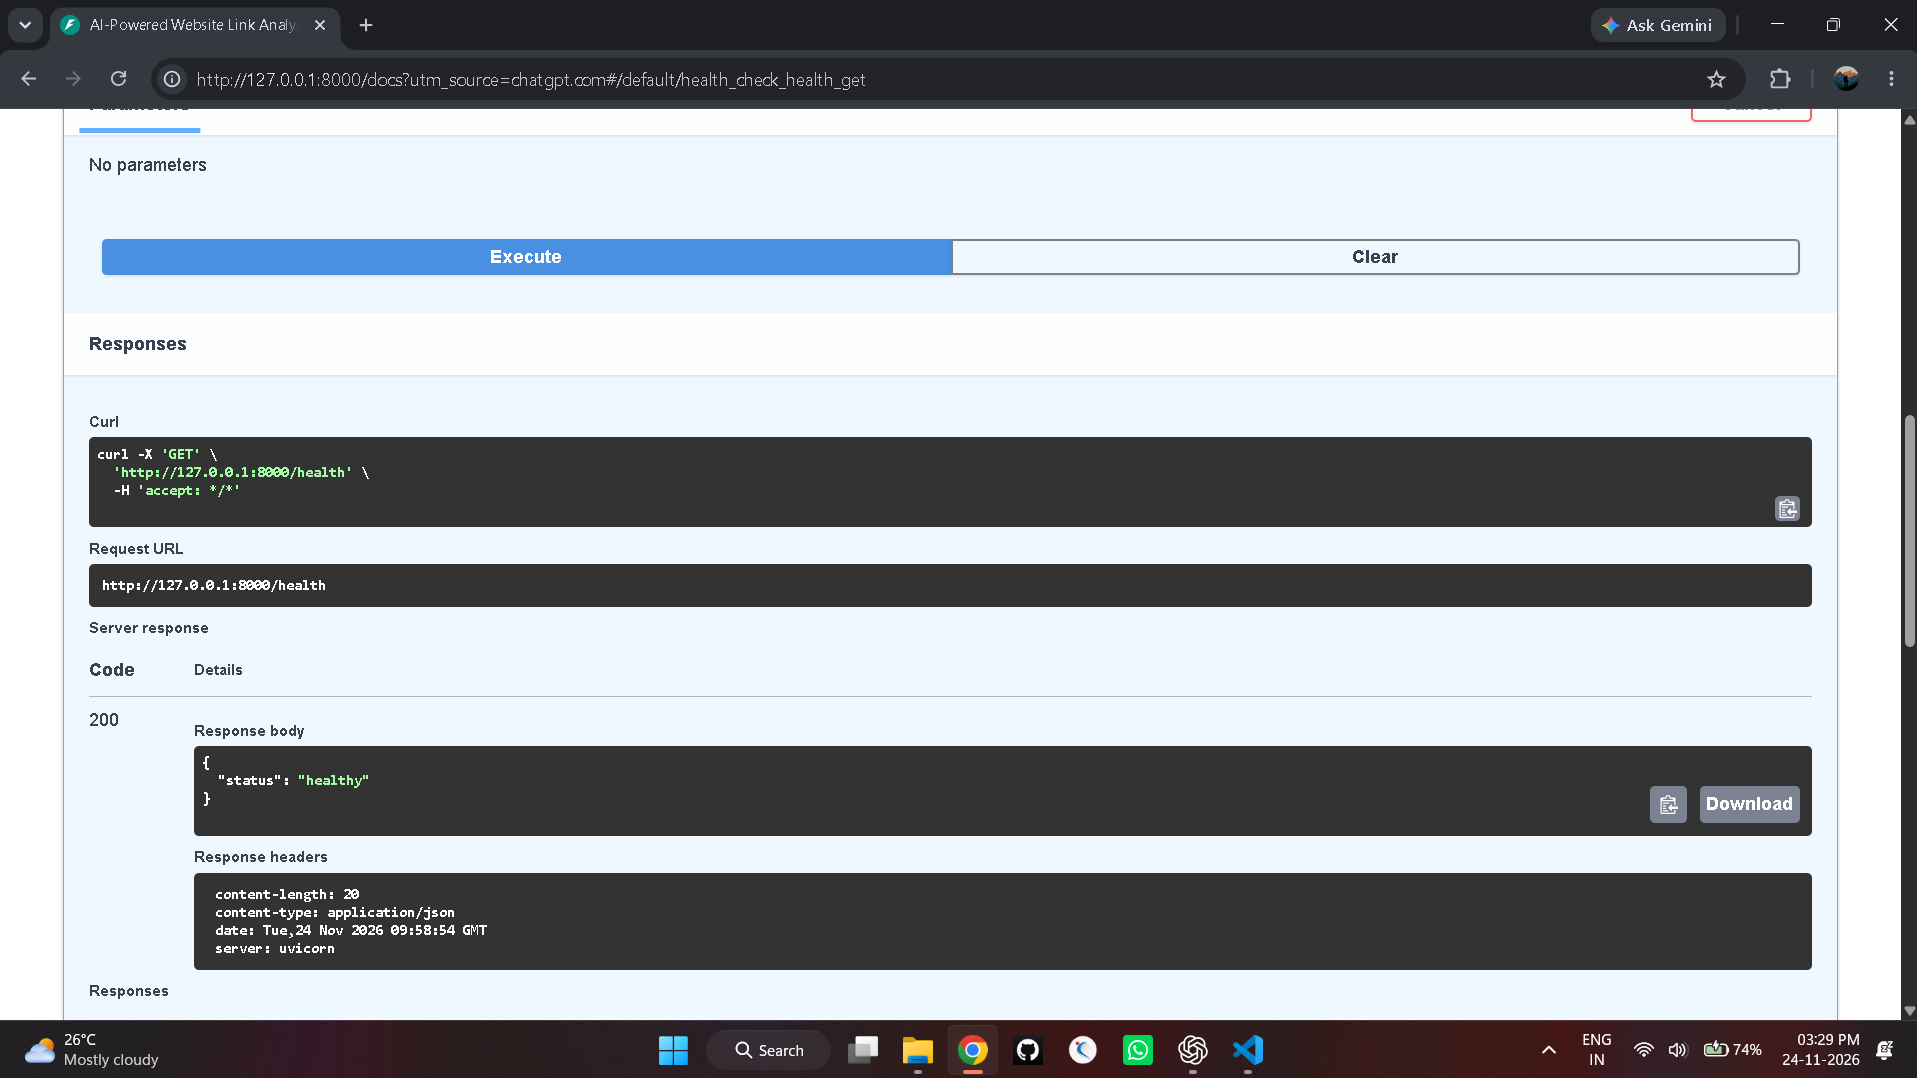 AI-Powered Website Link Analy
Ask Gemini
http://127.0.0.1:8000/docs?utm_source=chatgpt.com#/default/health_check_health_get
No parameters
Execute
Clear
Responses
Curl
curl -X 'GET' \
'http://127.0.0.1:8000/health' \
-H 'accept: */*'
Request URL
http://127.0.0.1:8000/health
Server response
Code Details
200
Response body
{
"status": "healthy"
}
Download
Response headers
content-length: 20
content-type: application/json
date: Tue,24 Nov 2026 09:58:54 GMT
server: uvicorn
Responses
26°C
Mostly cloudy
Search
ENG
IN
74%
03:29 PM
24-11-2026